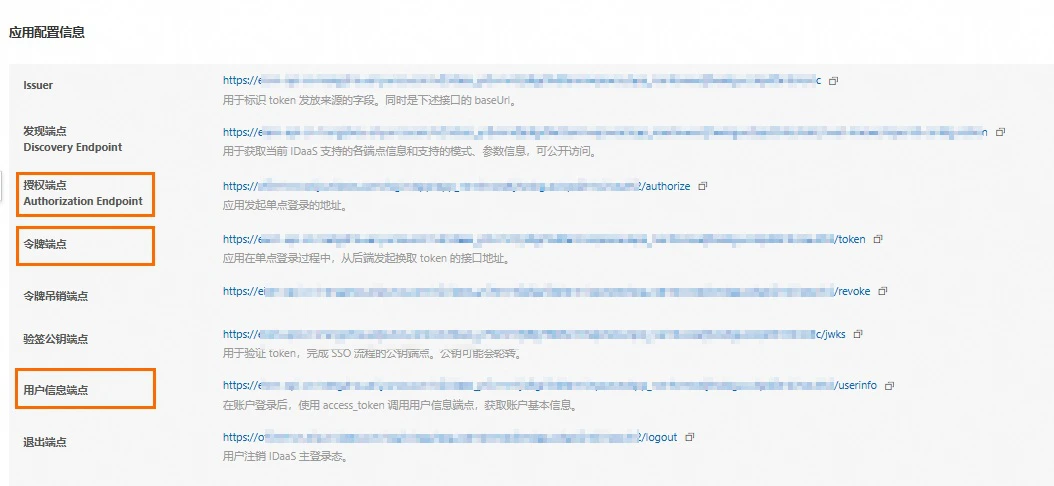 应用配置信息
Issuer
https://e c
用于标识 token 发放来源的字段。同时是下述接口的 baseUrl。
发现端点
Discovery Endpoint
https://e n
用于获取当前 IDaaS 支持的各端点信息和支持的模式、参数信息，可公开访问。
授权端点
Authorization Endpoint
https:// 2/authorize
应用发起单点登录的地址。
令牌端点
https://e /token
应用在单点登录过程中，从后端发起换取 token 的接口地址。
令牌吊销端点
https://ei /revoke
验签公钥端点
https://e c/jwks
用于验证 token，完成 SSO 流程的公钥端点。公钥可能会轮转。
用户信息端点
https://e /userinfo
在账户登录后，使用 access_token 调用用户信息端点，获取账户基本信息。
退出端点
https://o 2/logout
用户注销 IDaaS 主登录态。